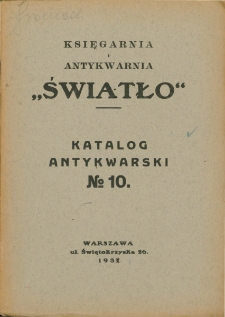 KSIĘGARNIA
i
ANTYKWARNIA
„ŚWIATŁO“
KATALOG
ANTYKWARSKI
№ 10.
WARSZAWA
ul. Świętokrzyska